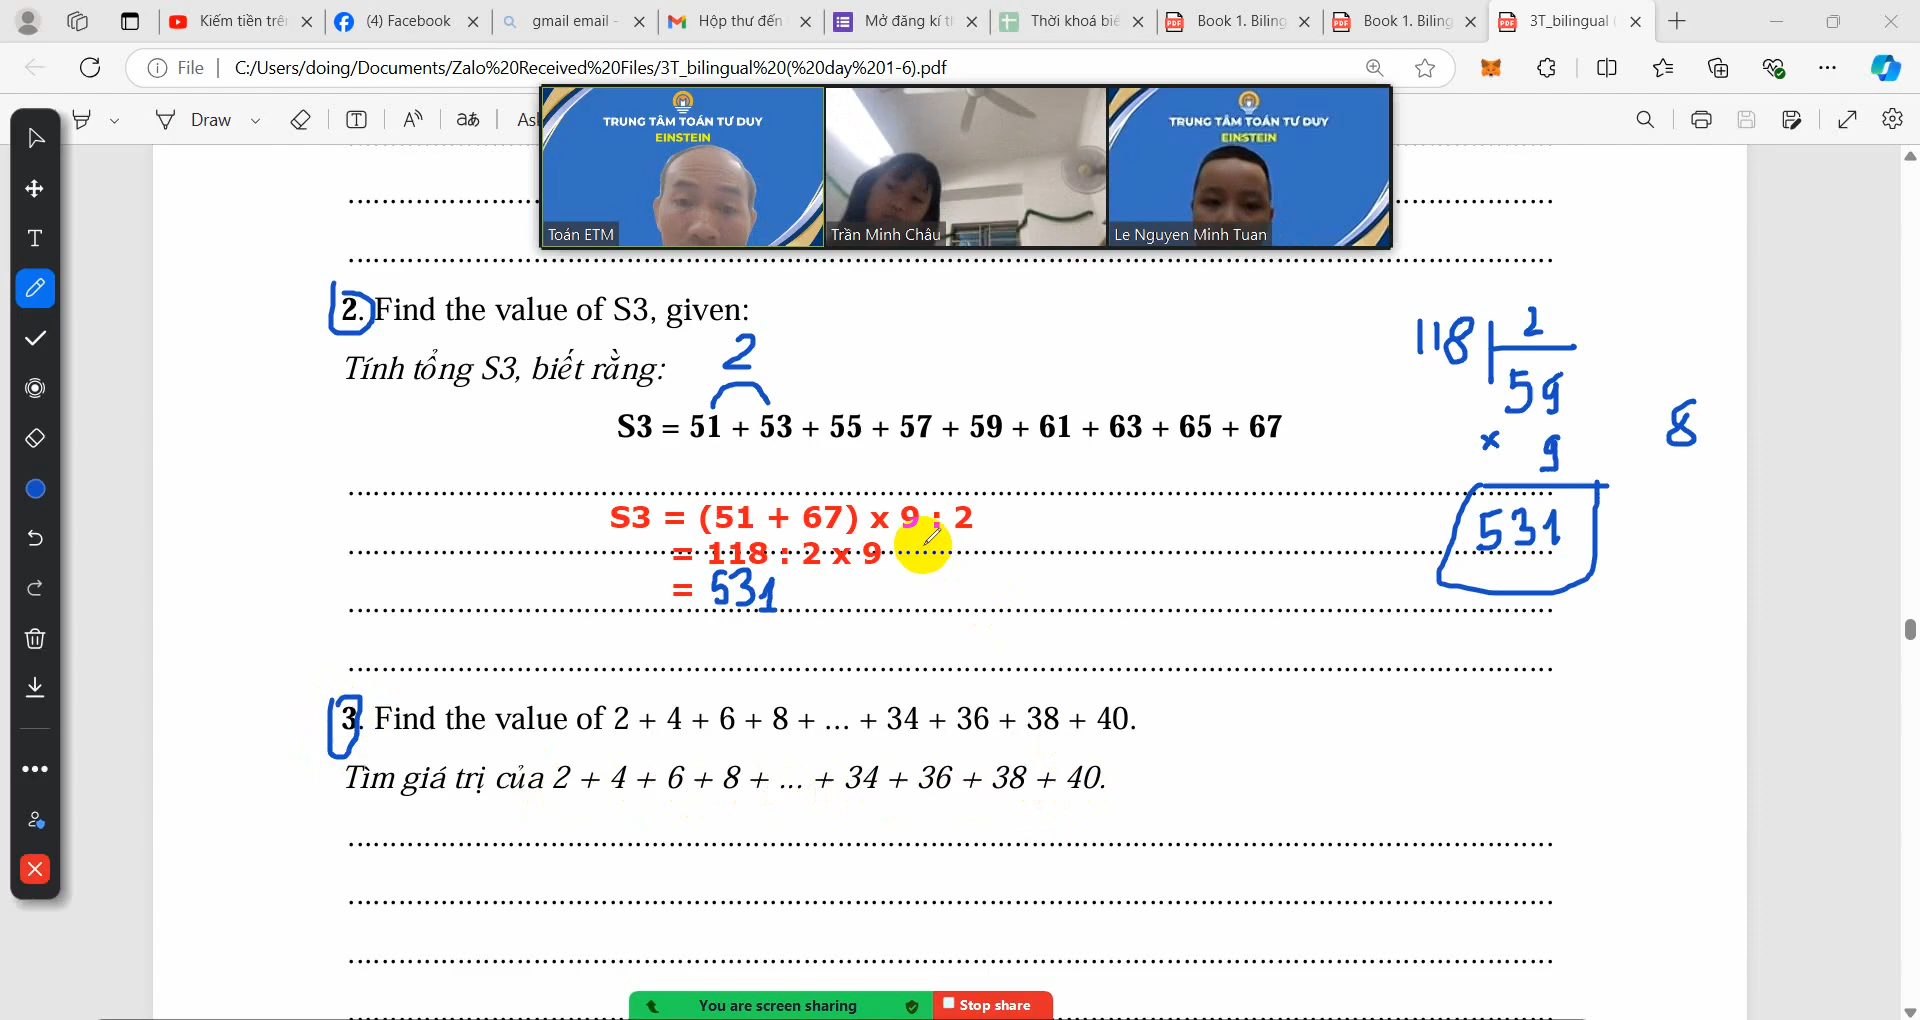 Kiếm tiền trê
(4) Facebook
gmail email -
Hộp thư đến
Mở đăng kí t
Thời khoá bi
Book 1. Biling
Book 1. Biling
3T_bilingual
File
C:/Users/doing/Documents/Zalo%20Received%20Files/3T_bilingual%20(%20day%201-6).pdf
Draw
T
A
aあ
As
TRUNG TÂM TOÁN TƯ DUY
EINSTEIN
Toán ETM
Trần Minh Châu
TRUNG TÂM TOÁN TƯ DUY
EINSTEIN
Le Nguyen Minh Tuan
2. Find the value of S3, given:
Tính tổng S3, biết rằng:
2
S3 = 51 + 53 + 55 + 57 + 59 + 61 + 63 + 65 + 67
118 2
59
x 9
531
8
S3 = (51 + 67) x 9 : 2
= 118 : 2 x 9
= 531
3. Find the value of 2 + 4 + 6 + 8 + ... + 34 + 36 + 38 + 40.
Tìm giá trị của 2 + 4 + 6 + 8 + ... + 34 + 36 + 38 + 40.
You are screen sharing
Stop share